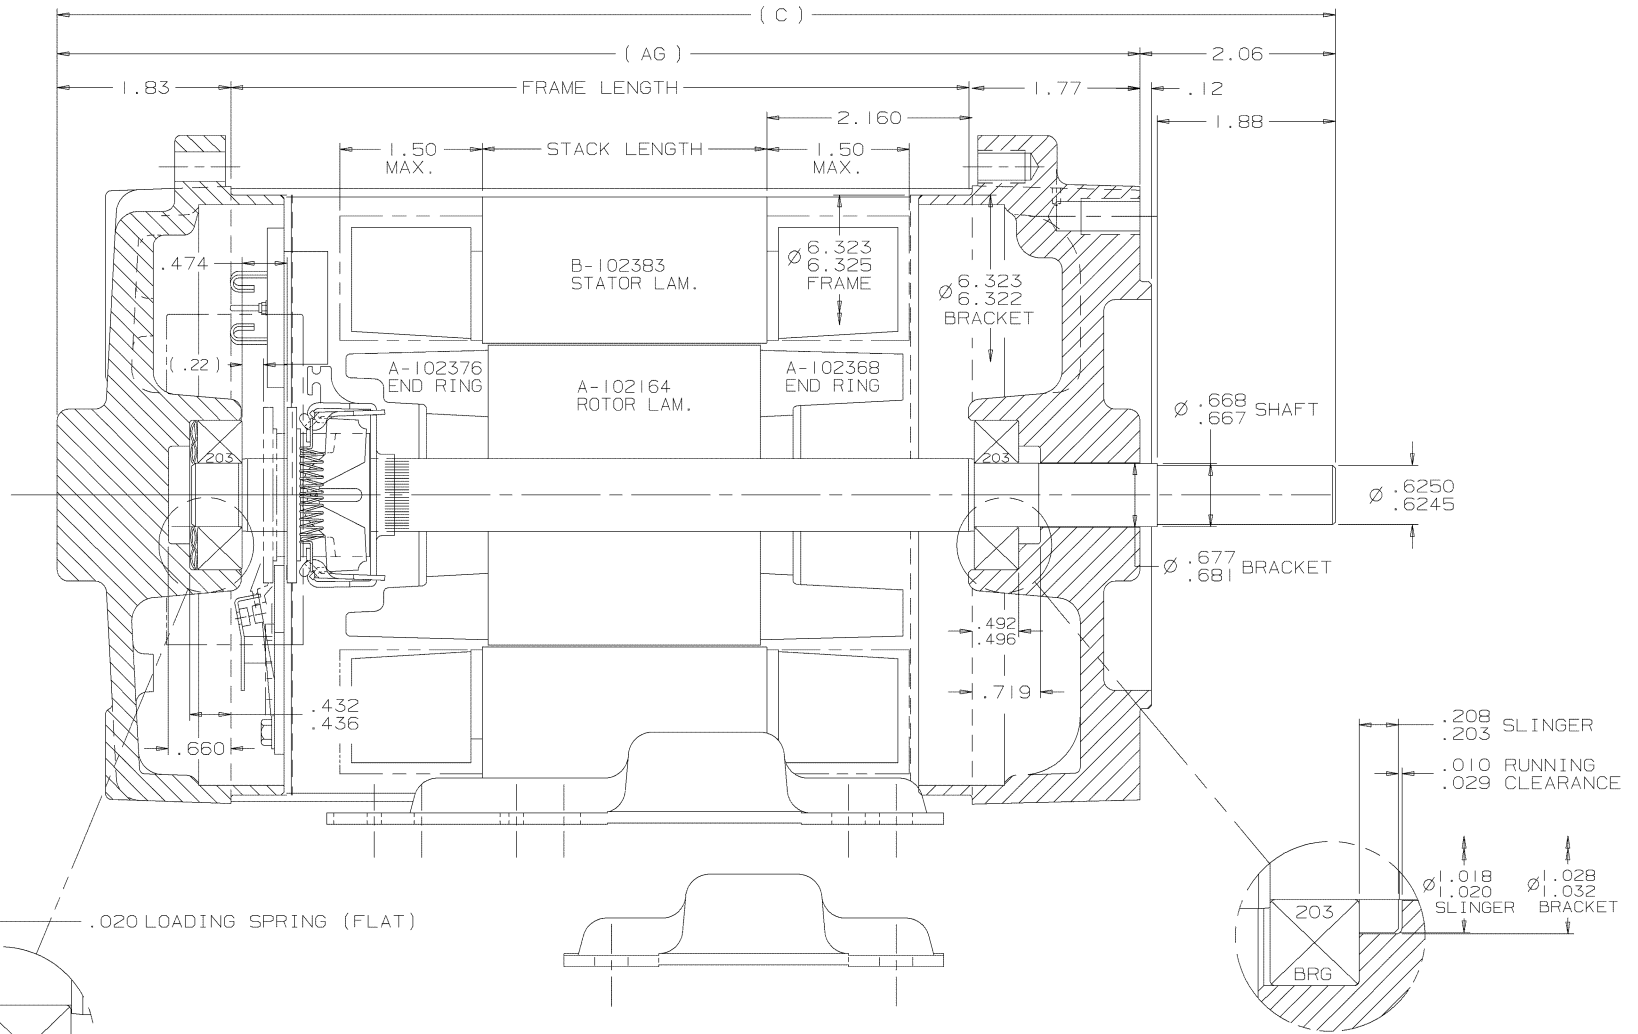 ( C )
( AG )
2.06
1.83
FRAME LENGTH
1.77
.12
2.160
1.88
1.50
MAX.
STACK LENGTH
1.50
MAX.
.474
B-102383
STATOR LAM.
Ø 6.323
6.325
FRAME
Ø 6.323
6.322
BRACKET
(.22)
A-102376
END RING
A-102164
ROTOR LAM.
A-102368
END RING
Ø .668
.667 SHAFT
203
203
Ø .6250
.6245
Ø .677
.681 BRACKET
.492
.496
.719
.432
.436
.660
.208
.203 SLINGER
.010 RUNNING
.029 CLEARANCE
Ø 1.018
1.020
SLINGER
Ø 1.028
1.032
BRACKET
.020 LOADING SPRING (FLAT)
203
BRG